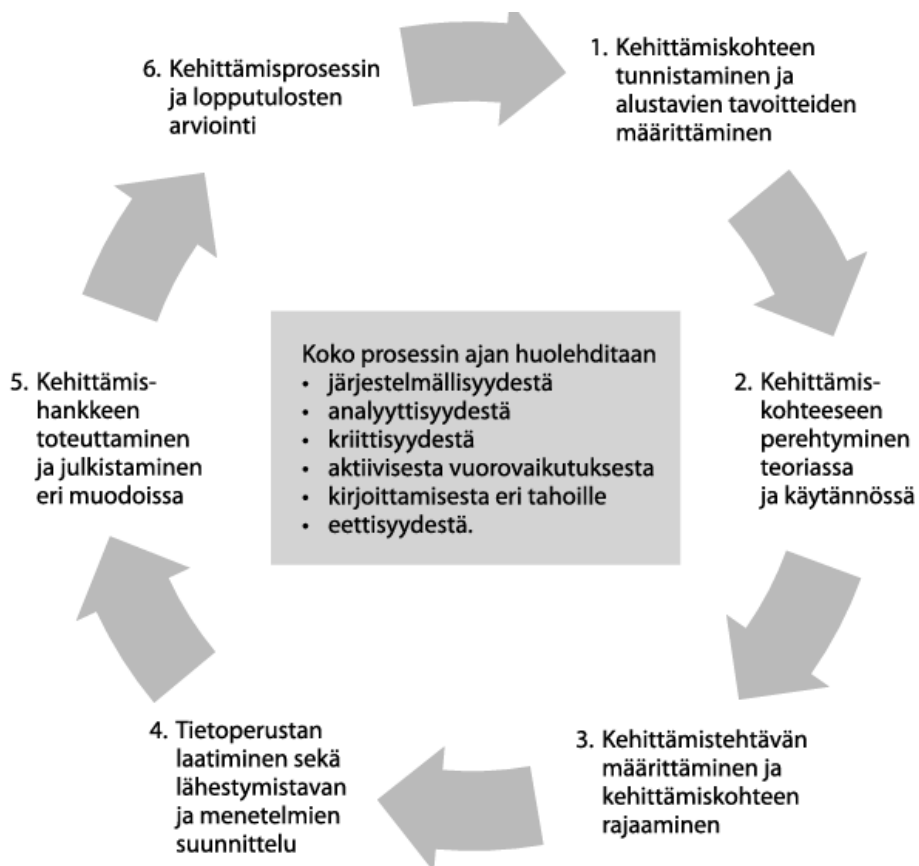 1. Kehittämiskohteen
tunnistaminen ja
alustavien tavoitteiden
määrittäminen
2. Kehittämis-
kohteeseen
perehtyminen
teoriassa
ja käytännössä
3. Kehittämistehtävän
määrittäminen ja
kehittämiskohteen
rajaaminen
4. Tietoperustan
laatiminen sekä
lähestymistavan
ja menetelmien
suunnittelu
5. Kehittämis-
hankkeen
toteuttaminen
ja julkistaminen
eri muodoissa
6. Kehittämisprosessin
ja lopputulosten
arviointi
Koko prosessin ajan huolehditaan
• järjestelmällisyydestä
• analyyttisyydestä
• kriittisyydestä
• aktiivisesta vuorovaikutuksesta
• kirjoittamisesta eri tahoille
• eettisyydestä.